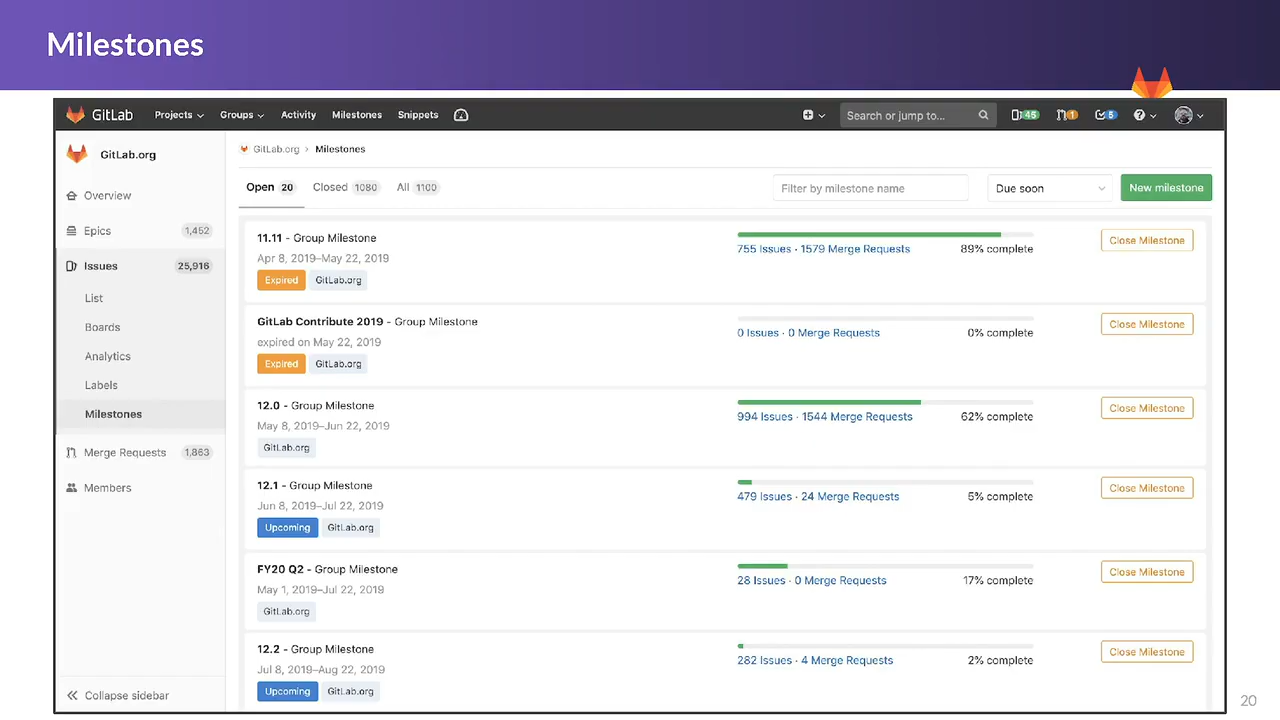 Milestones
GitLab Projects Groups Activity Milestones Snippets Search or jump to... 46 1 5
GitLab.org
GitLab.org › Milestones
Open 20 Closed 1080 All 1100 Filter by milestone name Due soon New milestone
Overview
Epics 1,452
Issues 25,916
List
Boards
Analytics
Labels
Milestones
Merge Requests 1,863
Members
Collapse sidebar
11.11 - Group Milestone
Apr 8, 2019–May 22, 2019
Expired GitLab.org
755 Issues · 1579 Merge Requests 89% complete
Close Milestone
GitLab Contribute 2019 - Group Milestone
expired on May 22, 2019
Expired GitLab.org
0 Issues · 0 Merge Requests 0% complete
Close Milestone
12.0 - Group Milestone
May 8, 2019–Jun 22, 2019
GitLab.org
994 Issues · 1544 Merge Requests 62% complete
Close Milestone
12.1 - Group Milestone
Jun 8, 2019–Jul 22, 2019
Upcoming GitLab.org
479 Issues · 24 Merge Requests 5% complete
Close Milestone
FY20 Q2 - Group Milestone
May 1, 2019–Jul 22, 2019
GitLab.org
28 Issues · 0 Merge Requests 17% complete
Close Milestone
12.2 - Group Milestone
Jul 8, 2019–Aug 22, 2019
Upcoming GitLab.org
282 Issues · 4 Merge Requests 2% complete
Close Milestone
20